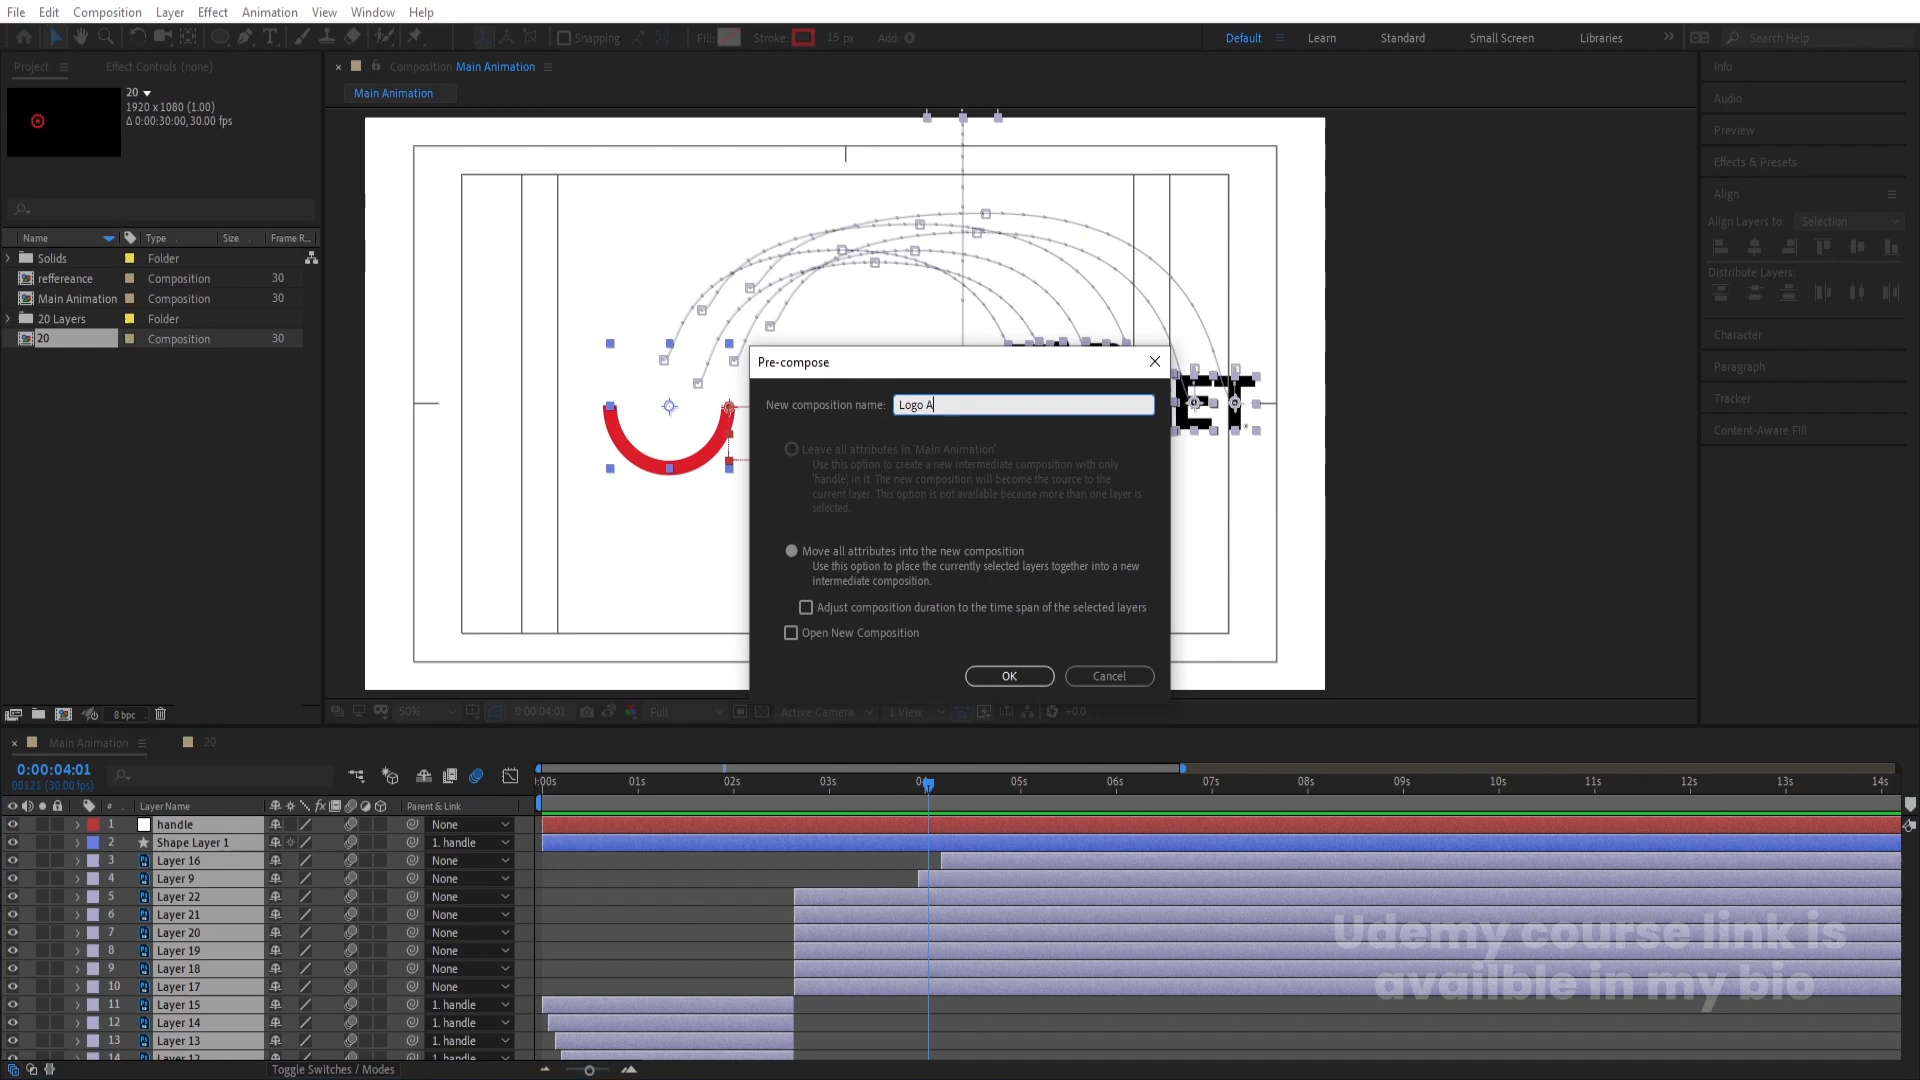 File Edit Composition Layer Effect Animation View Window Help
Snapping Fill: Stroke: 15 px Add: Default Learn Standard Small Screen Libraries Search Help
Project Effect Controls (none)
Composition Main Animation
Main Animation
20
1920 x 1080 (1.00)
Δ 0:00:30:00, 30.00 fps
Name Type Size Frame R...
Solids Folder
reffereance Composition 30
Main Animation Composition 30
20 Layers Folder
20 Composition 30
ET
Pre-compose
New composition name: Logo A
Leave all attributes in 'Main Animation'
Use this option to create a new intermediate composition with only
'handle', in it. The new composition will become the source to the
current layer. This option is not available because more than one layer is
selected.
Move all attributes into the new composition
Use this option to place the currently selected layers together into a new
intermediate composition.
Adjust composition duration to the time span of the selected layers
Open New Composition
OK Cancel
Info
Audio
Preview
Effects & Presets
Align
Align Layers to: Selection
Distribute Layers:
Character
Paragraph
Tracker
Content-Aware Fill
8 bpc
50% 0:00:04:01 Full Active Camera 1 View +0.0
Main Animation 20
0:00:04:01
00121 (30.00 fps)
:00s 01s 02s 03s 04s 05s 06s 07s 08s 09s 10s 11s 12s 13s 14s
# Layer Name fx Parent & Link
1 handle None
2 Shape Layer 1 1. handle
3 Layer 16 None
4 Layer 9 None
5 Layer 22 None
6 Layer 21 None
7 Layer 20 None
8 Layer 19 None
9 Layer 18 None
10 Layer 17 None
11 Layer 15 1. handle
12 Layer 14 1. handle
13 Layer 13 1. handle
14 Layer 12 1. handle
Toggle Switches / Modes
Udemy course link is
availble in my bio